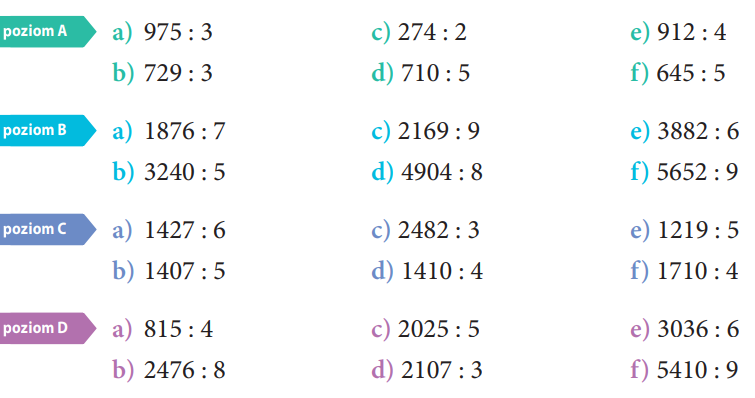 poziom A a) 975 : 3 c) 274 : 2 e) 912 : 4
b) 729 : 3 d) 710 : 5 f) 645 : 5
poziom B a) 1876 : 7 c) 2169 : 9 e) 3882 : 6
b) 3240 : 5 d) 4904 : 8 f) 5652 : 9
poziom C a) 1427 : 6 c) 2482 : 3 e) 1219 : 5
b) 1407 : 5 d) 1410 : 4 f) 1710 : 4
poziom D a) 815 : 4 c) 2025 : 5 e) 3036 : 6
b) 2476 : 8 d) 2107 : 3 f) 5410 : 9